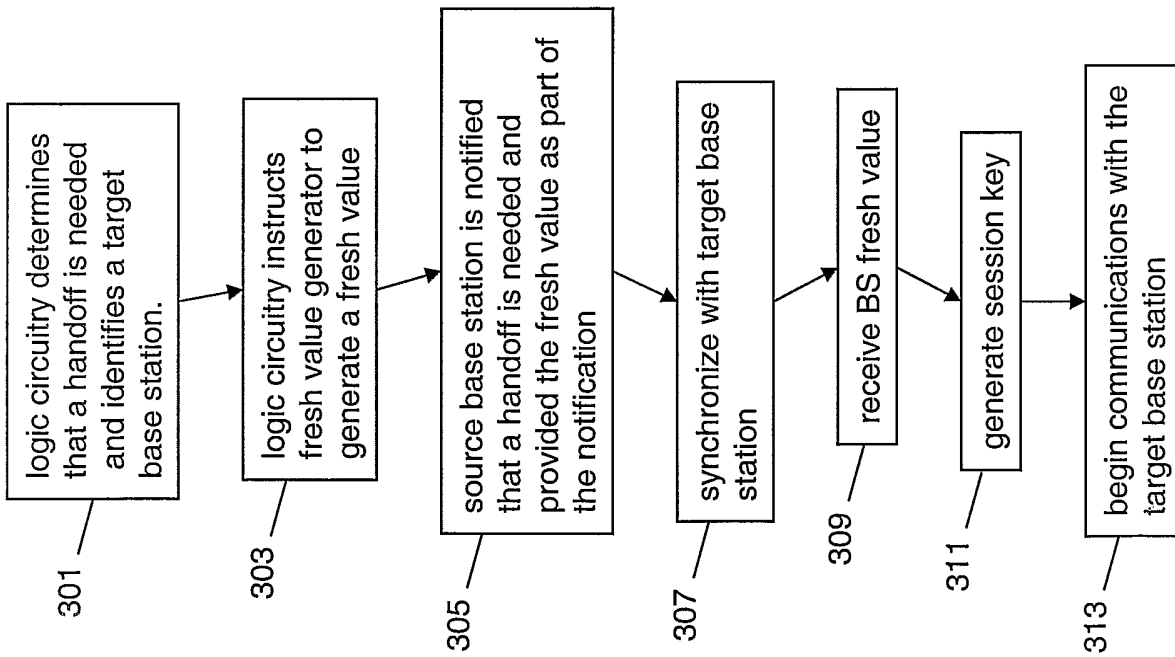 logic circuitry determines
that a handoff is needed
and identifies a target
base station.
301
logic circuitry instructs
fresh value generator to
generate a fresh value
303
source base station is notified
that a handoff is needed and
provided the fresh value as part of
the notification
305
synchronize with target base
station
307
receive BS fresh value
309
generate session key
311
begin communications with the
target base station
313